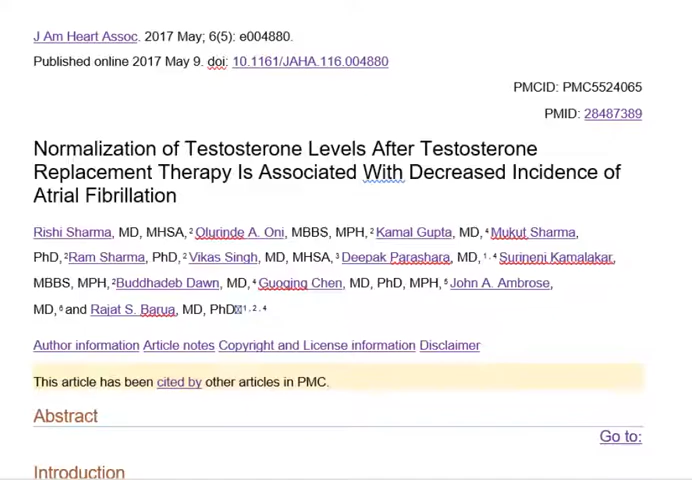 J Am Heart Assoc. 2017 May; 6(5): e004880.
Published online 2017 May 9. doi: 10.1161/JAHA.116.004880
PMCID: PMC5524065
PMID: 28487389
Normalization of Testosterone Levels After Testosterone
Replacement Therapy Is Associated With Decreased Incidence of
Atrial Fibrillation
Rishi Sharma, MD, MHSA, 2 Olurinde A. Oni, MBBS, MPH, 2 Kamal Gupta, MD, 4 Mukut Sharma,
PhD, 2 Ram Sharma, PhD, 2 Vikas Singh, MD, MHSA, 3 Deepak Parashara, MD, 1, 4 Surineni Kamalakar,
MBBS, MPH, 2 Buddhadeb Dawn, MD, 4 Guoqing Chen, MD, PhD, MPH, 5 John A. Ambrose,
MD, 6 and Rajat S. Barua, MD, PhD 1, 2, 4
Author information Article notes Copyright and License information Disclaimer
This article has been cited by other articles in PMC.
Abstract
Go to:
Introduction